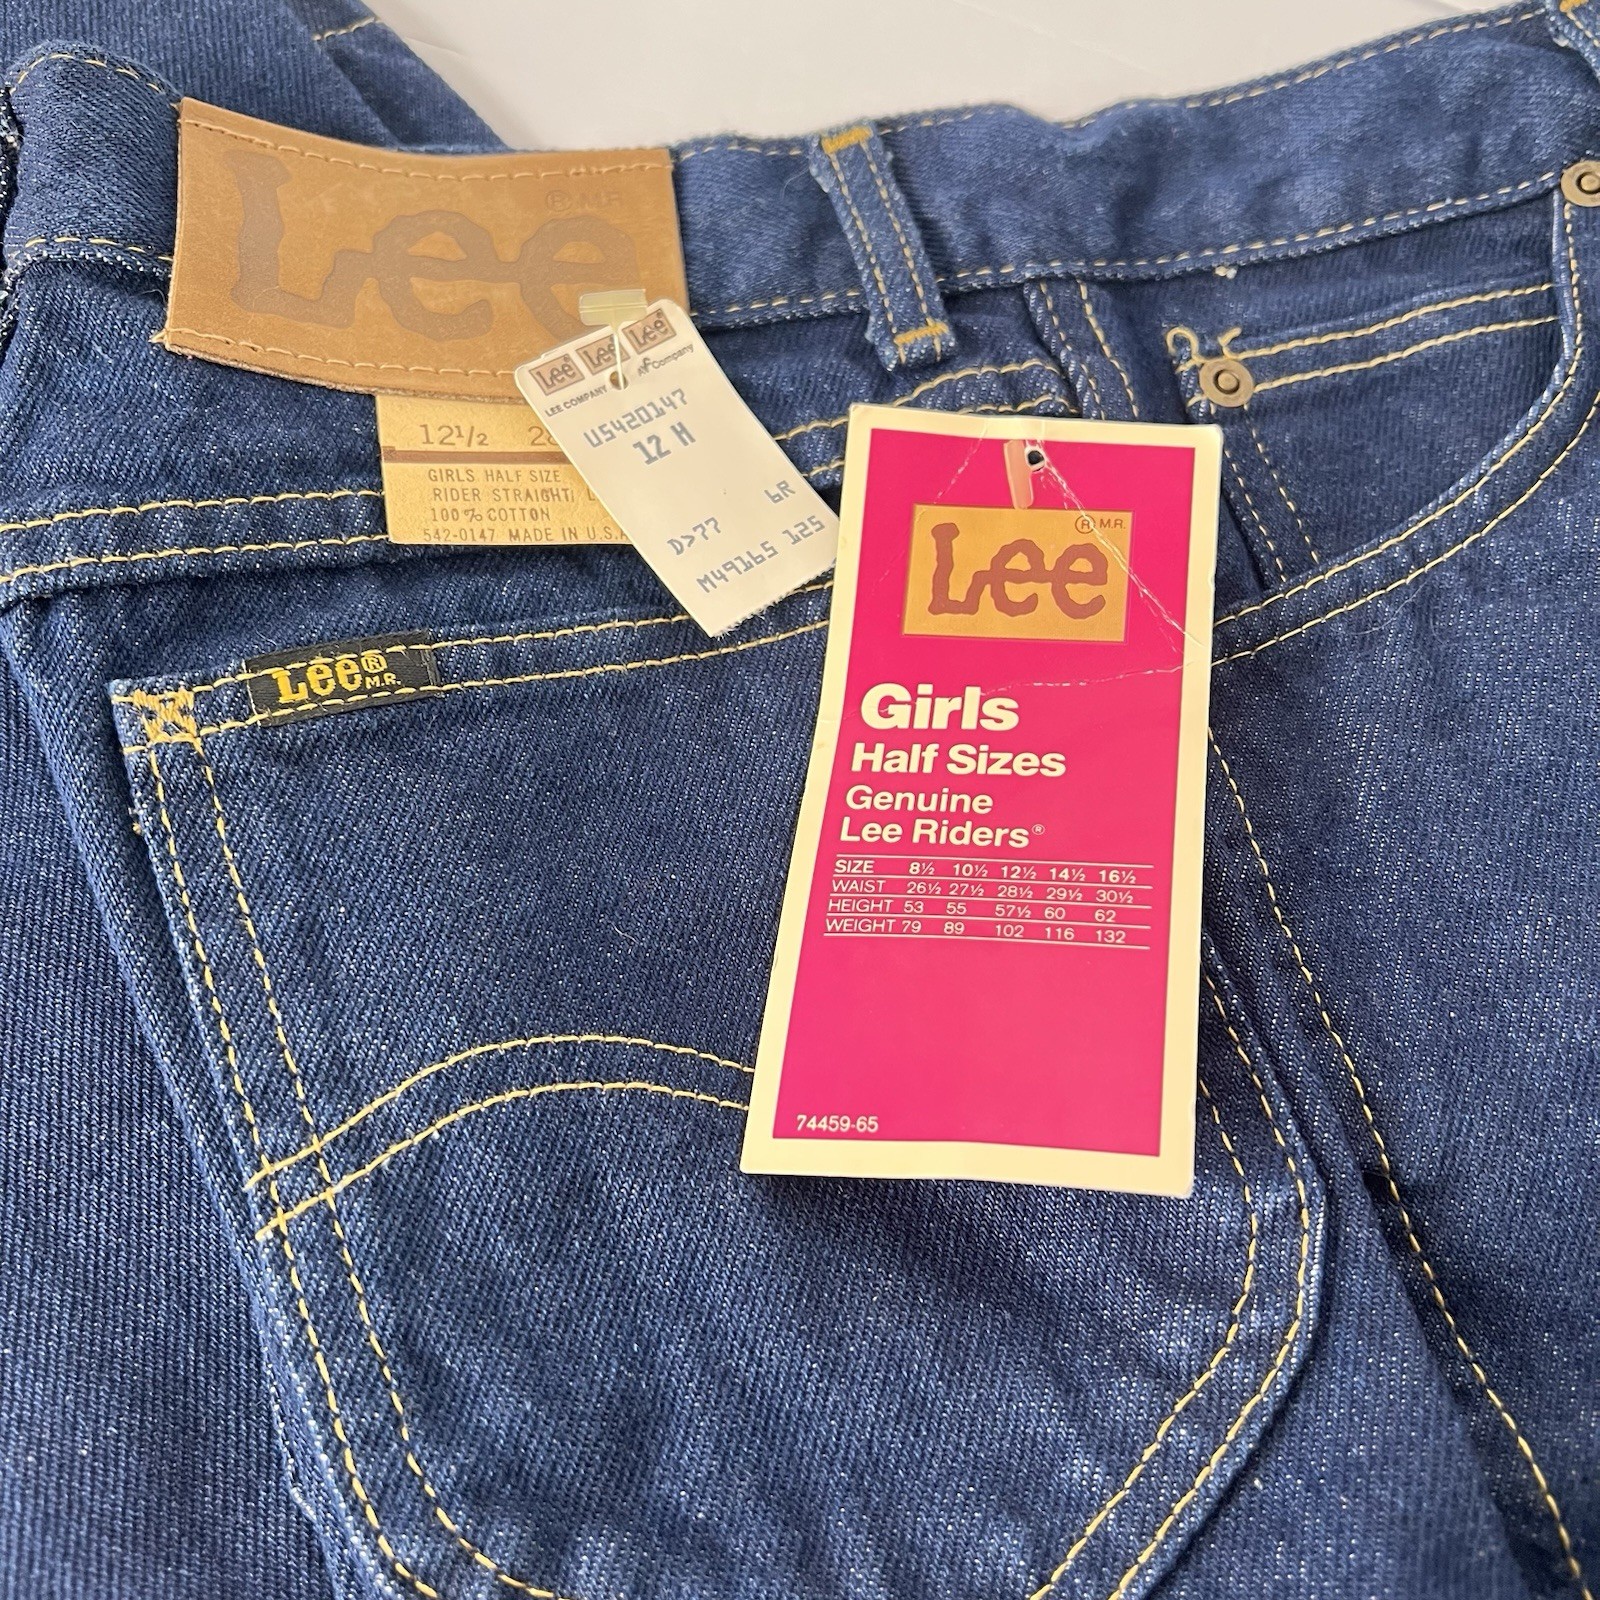 Lee ® M.R.
12½ 28
GIRLS HALF SIZE
RIDER STRAIGHT
100% COTTON
542-0147 MADE IN U.S.A
Lee Lee Lee
LEE COMPANY Company
US420147
12 H
6R
D>77
M49165 125
Lee® M.R.
Lee ® M.R.
Girls
Half Sizes
Genuine
Lee Riders®
SIZE 8½ 10½ 12½ 14½ 16½
WAIST 26½ 27½ 28½ 29½ 30½
HEIGHT 53 55 57½ 60 62
WEIGHT 79 89 102 116 132
74459-65